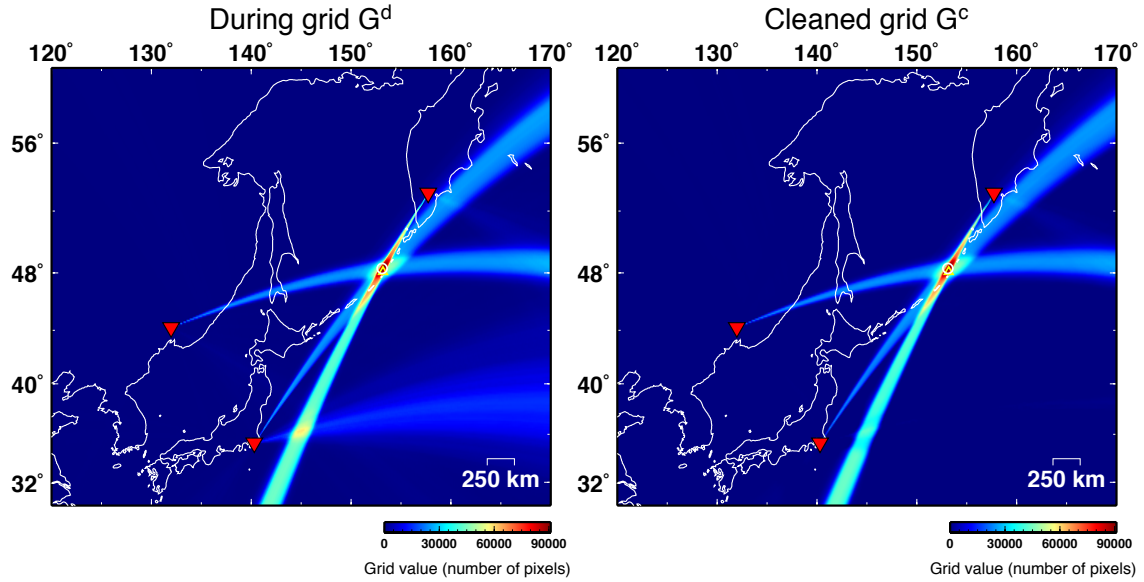 During grid Gd
Cleaned grid Gc
120˚ 130˚ 140˚ 150˚ 160˚ 170˚
120˚ 130˚ 140˚ 150˚ 160˚ 170˚
56˚
56˚
48˚
48˚
40˚
40˚
32˚
32˚
250 km
250 km
0 30000 60000 90000
0 30000 60000 90000
Grid value (number of pixels)
Grid value (number of pixels)